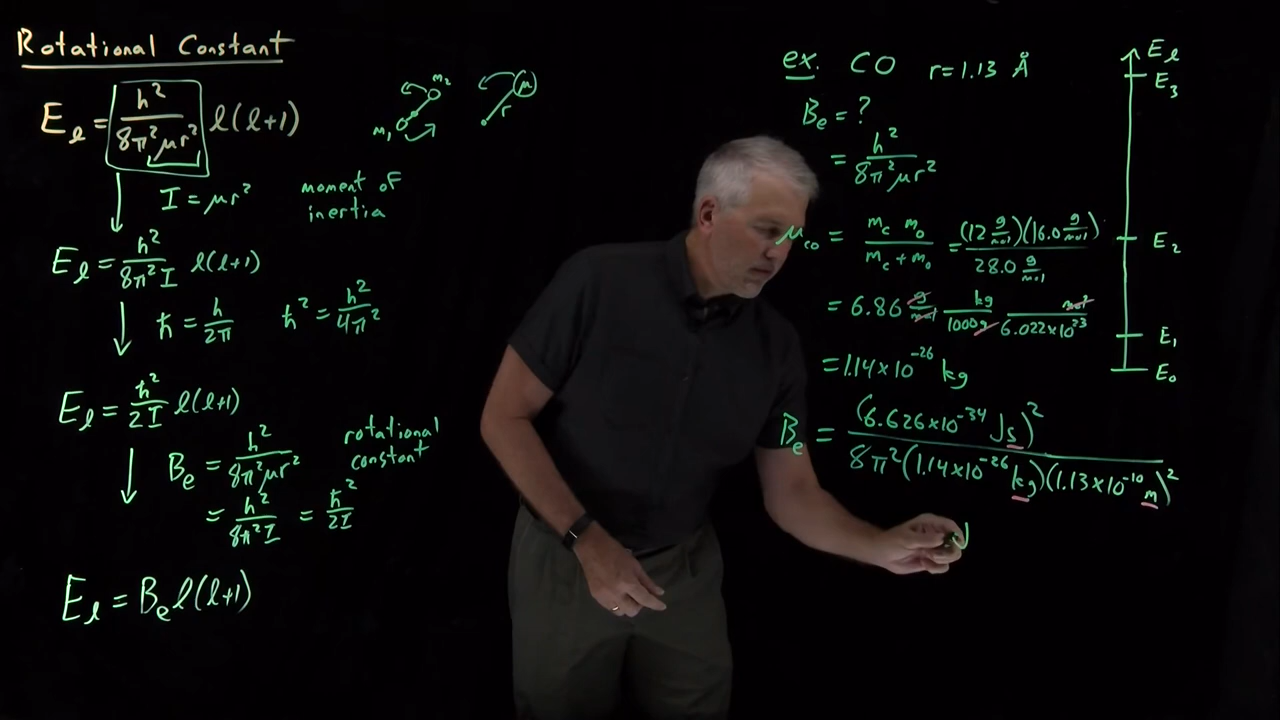 Rotational Constant
E_ℓ = h² / 8π²μr² ℓ(ℓ+1)
m₁ m₂ r μ
I = μr² moment of inertia
E_ℓ = h² / 8π²I ℓ(ℓ+1)
ħ = h / 2π ħ² = h² / 4π²
E_ℓ = ħ² / 2I ℓ(ℓ+1)
B_e = h² / 8π²μr² rotational constant
= h² / 8π²I = ħ² / 2I
E_ℓ = B_e ℓ(ℓ+1)
ex. CO r = 1.13 Å
B_e = ?
= h² / 8π²μr²
μ_co = m_c m_o / m_c + m_o = (12 g/mol)(16.0 g/mol) / 28.0 g/mol
= 6.86 g/mol kg / 1000g mol / 6.022×10²³
= 1.14×10⁻²⁶ kg
B_e = (6.626×10⁻³⁴ Js)² / 8π²(1.14×10⁻²⁶ kg)(1.13×10⁻¹⁰ m)²
J
E_ℓ
E₃
E₂
E₁
E₀